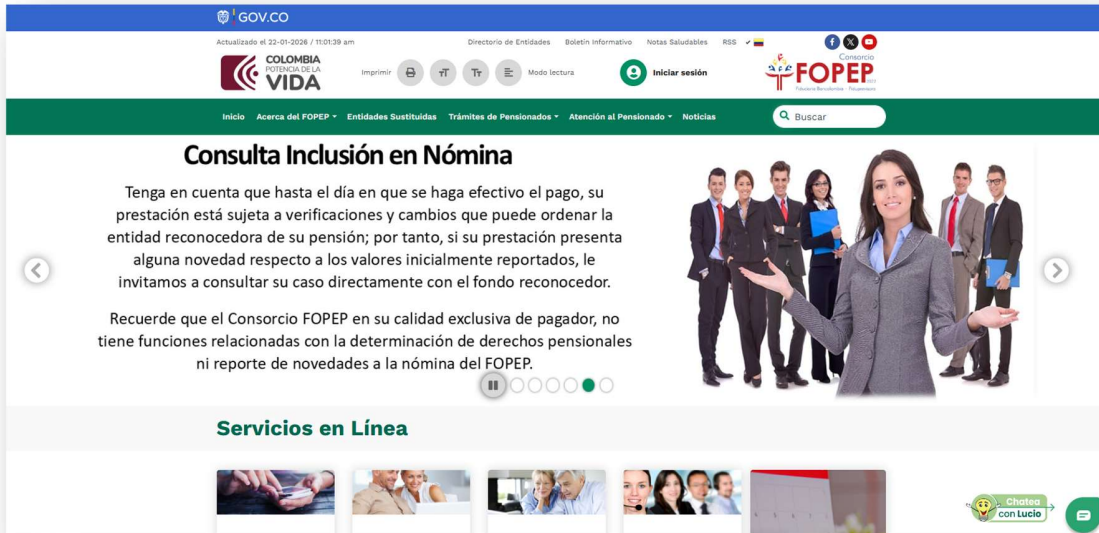 GOV.CO
Actualizado el 22-01-2026 / 11:01:39 am
Directorio de Entidades Boletín Informativo Notas Saludables RSS
COLOMBIA
POTENCIA DE LA
VIDA
Imprimir
Modo lectura
Iniciar sesión
Consorcio
FOPEP
Inicio Acerca del FOPEP Entidades Sustituidas Trámites de Pensionados Atención al Pensionado Noticias
Buscar
Consulta Inclusión en Nómina
Tenga en cuenta que hasta el día en que se haga efectivo el pago, su
prestación está sujeta a verificaciones y cambios que puede ordenar la
entidad reconocedora de su pensión; por tanto, si su prestación presenta
alguna novedad respecto a los valores inicialmente reportados, le
invitamos a consultar su caso directamente con el fondo reconocedor.
Recuerde que el Consorcio FOPEP en su calidad exclusiva de pagador, no
tiene funciones relacionadas con la determinación de derechos pensionales
ni reporte de novedades a la nómina del FOPEP.
Servicios en Línea
Chatea
con Lucio